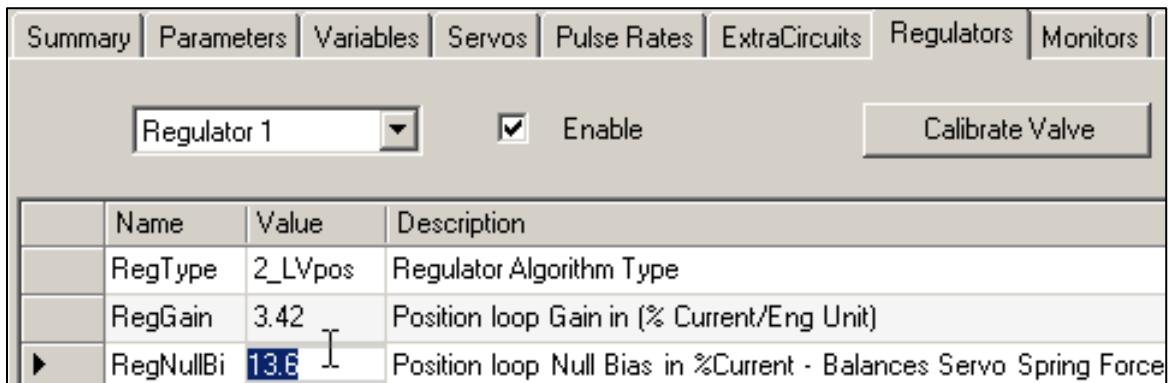 Summary Parameters Variables Servos Pulse Rates ExtraCircuits Regulators Monitors
Regulator 1 Enable Calibrate Valve
Name Value Description
RegType 2_LVpos Regulator Algorithm Type
RegGain 3.42 Position loop Gain in (% Current/Eng Unit)
RegNullBi 13.6 Position loop Null Bias in %Current - Balances Servo Spring Force